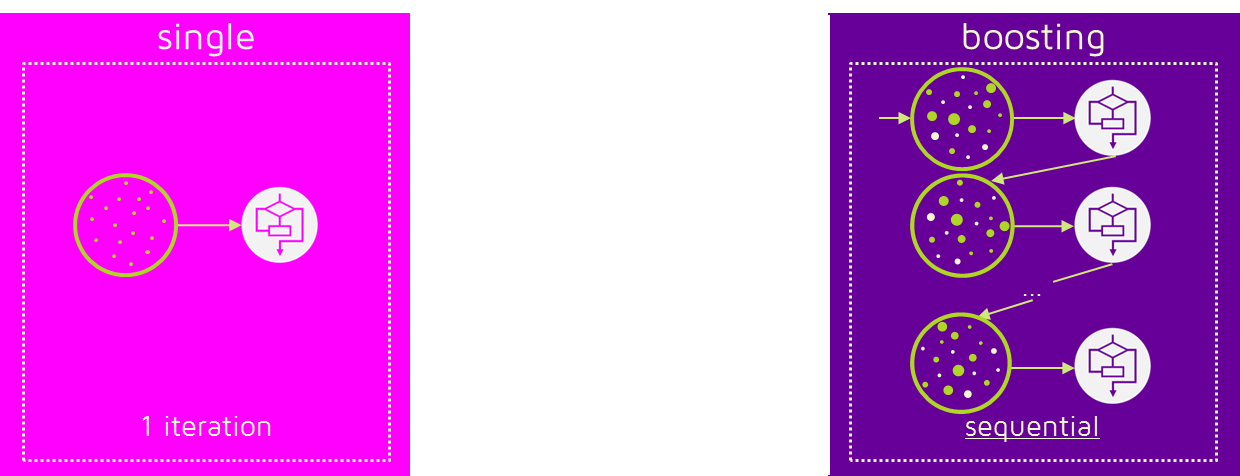 single
boosting
...
1 iteration
sequential